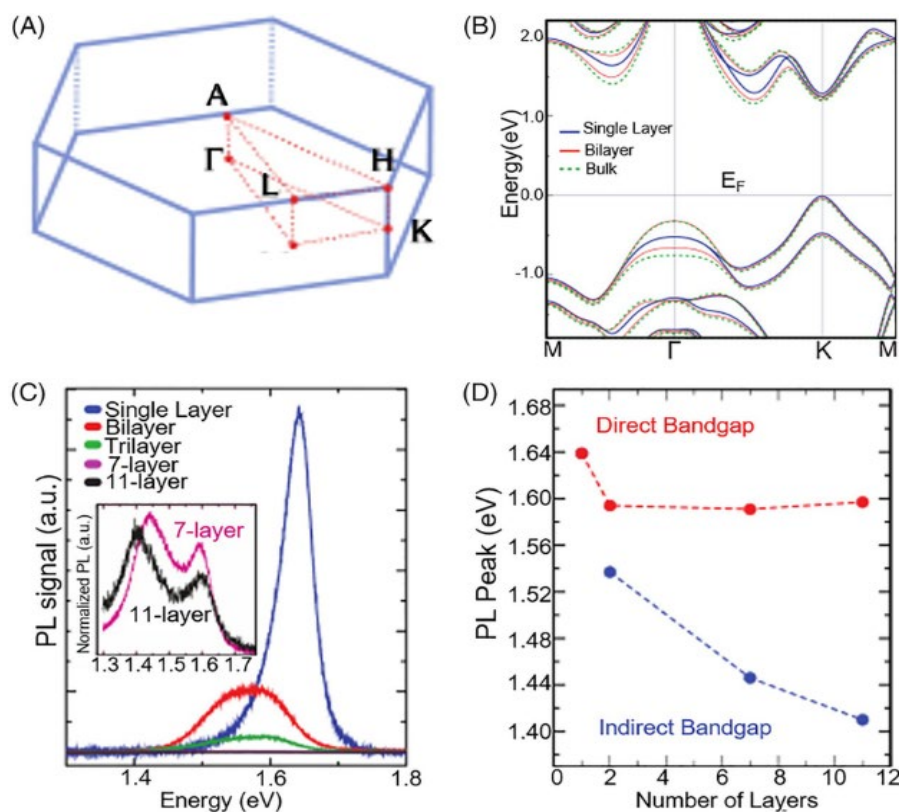 (A)
A
Γ
H
L
K
(B)
2.0
1.0
0.0
-1.0
Energy(eV)
Single Layer
Bilayer
Bulk
E_F
M Γ K M
(C)
PL signal (a.u.)
Single Layer
Bilayer
Trilayer
7-layer
11-layer
Normalized PL (a.u.)
7-layer
11-layer
1.3 1.4 1.5 1.6 1.7
1.4 1.6 1.8
Energy (eV)
(D)
PL Peak (eV)
1.68
1.64
1.60
1.56
1.52
1.48
1.44
1.40
Direct Bandgap
Indirect Bandgap
0 2 4 6 8 10 12
Number of Layers